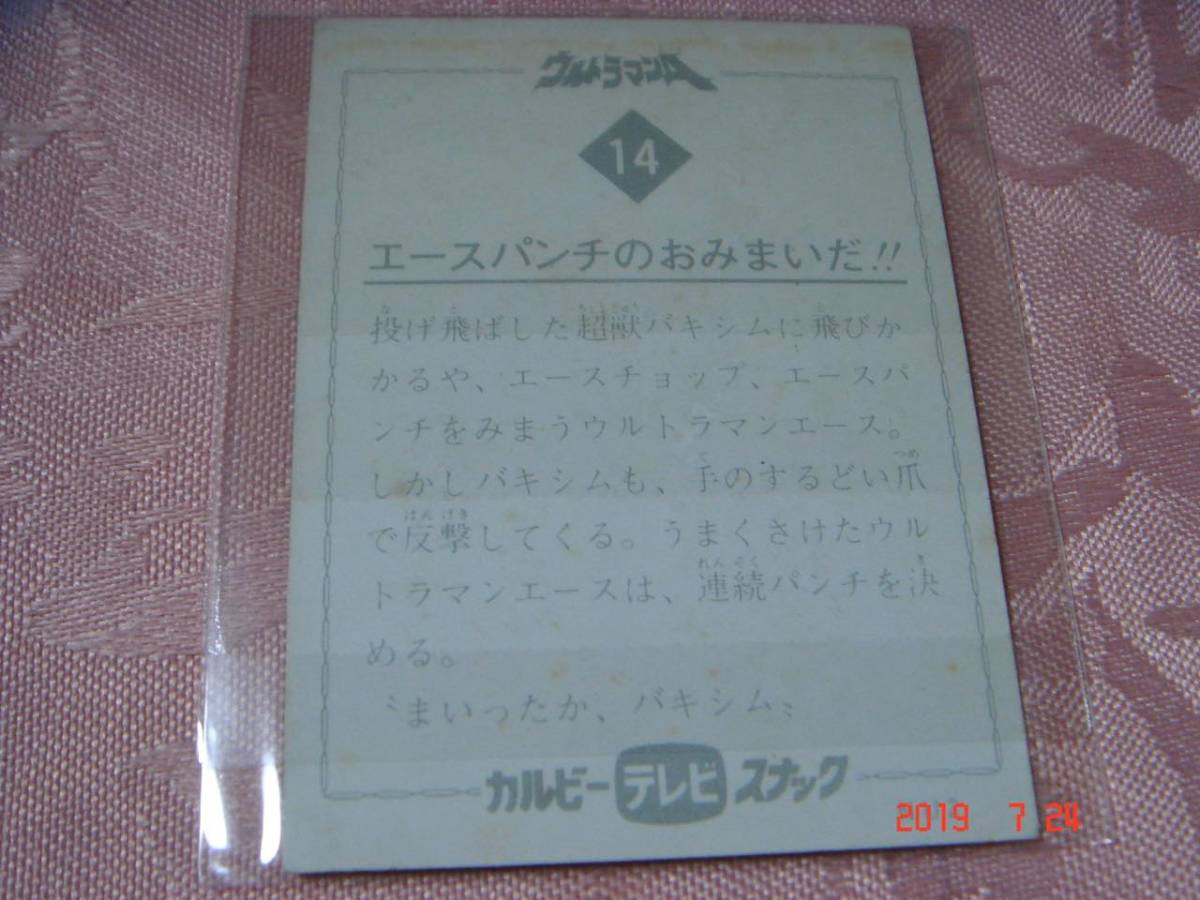 ウルトラマンA
14
エースパンチのおみまいだ!!
投げ飛ばした超獣バキシムに飛びか
かるや、エースチョップ、エースパ
ンチをみまうウルトラマンエース。
しかしバキシムも、手のするどい爪
で反撃してくる。うまくさけたウル
トラマンエースは、連続パンチを決
める。
〝まいったか、バキシム〟
カルビーテレビスナック
2019 7 24